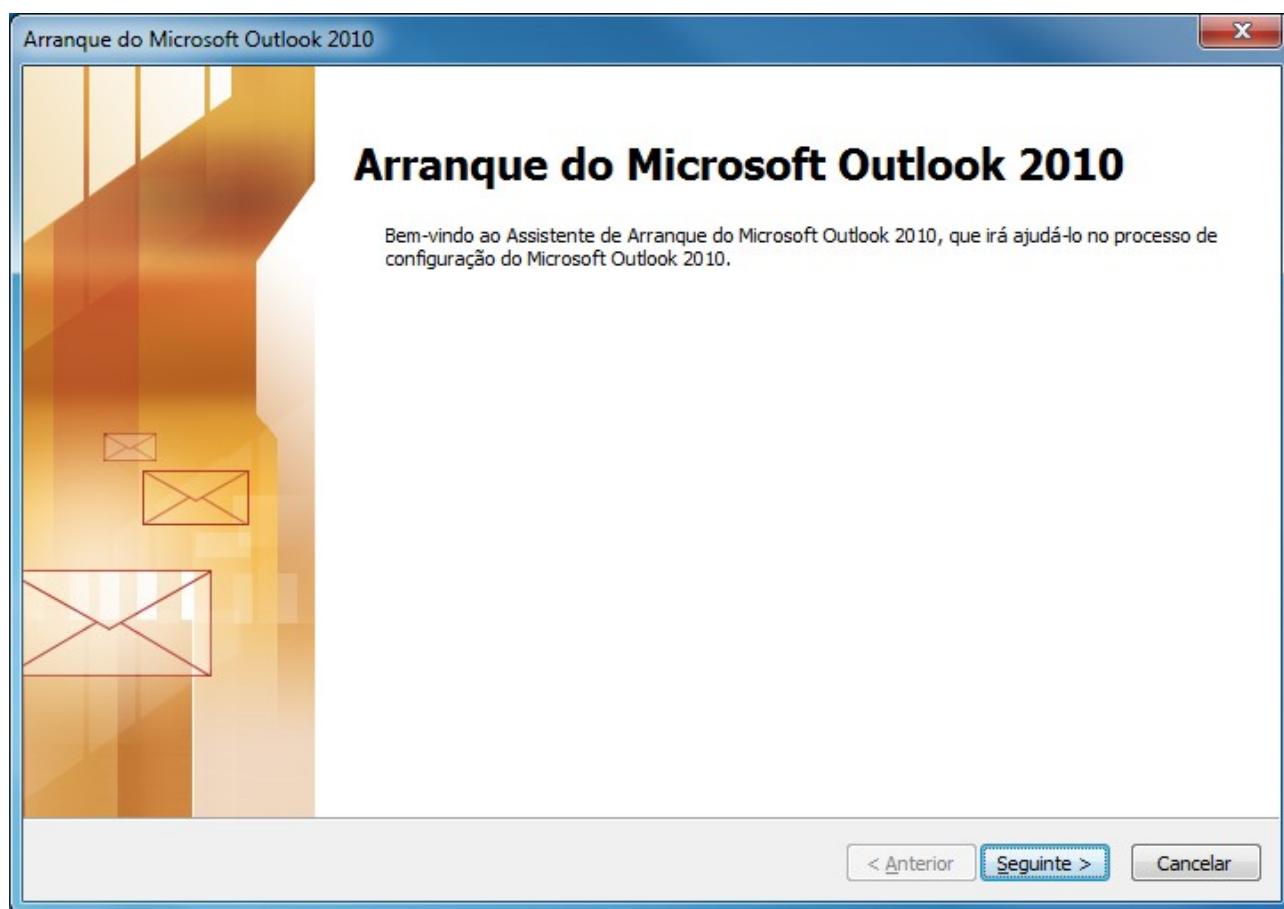 Arranque do Microsoft Outlook 2010
Arranque do Microsoft Outlook 2010
Bem-vindo ao Assistente de Arranque do Microsoft Outlook 2010, que irá ajudá-lo no processo de
configuração do Microsoft Outlook 2010.
< Anterior Seguinte > Cancelar